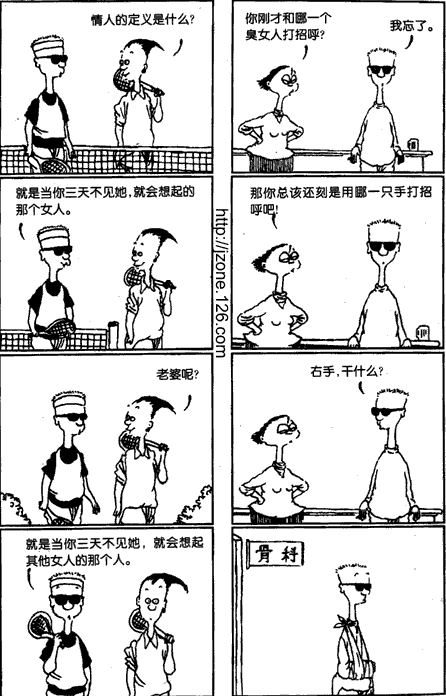 情人的定义是什么?
就是当你三天不见她,就会想起的
那个女人。
老婆呢?
就是当你三天不见她, 就会想起
其他女人的那个人。
http://jzone.126.com
你刚才和哪一个
臭女人打招呼?
我忘了。
那你总该还刻是用哪一只手打招
呼吧!
右手,干什么?
骨科